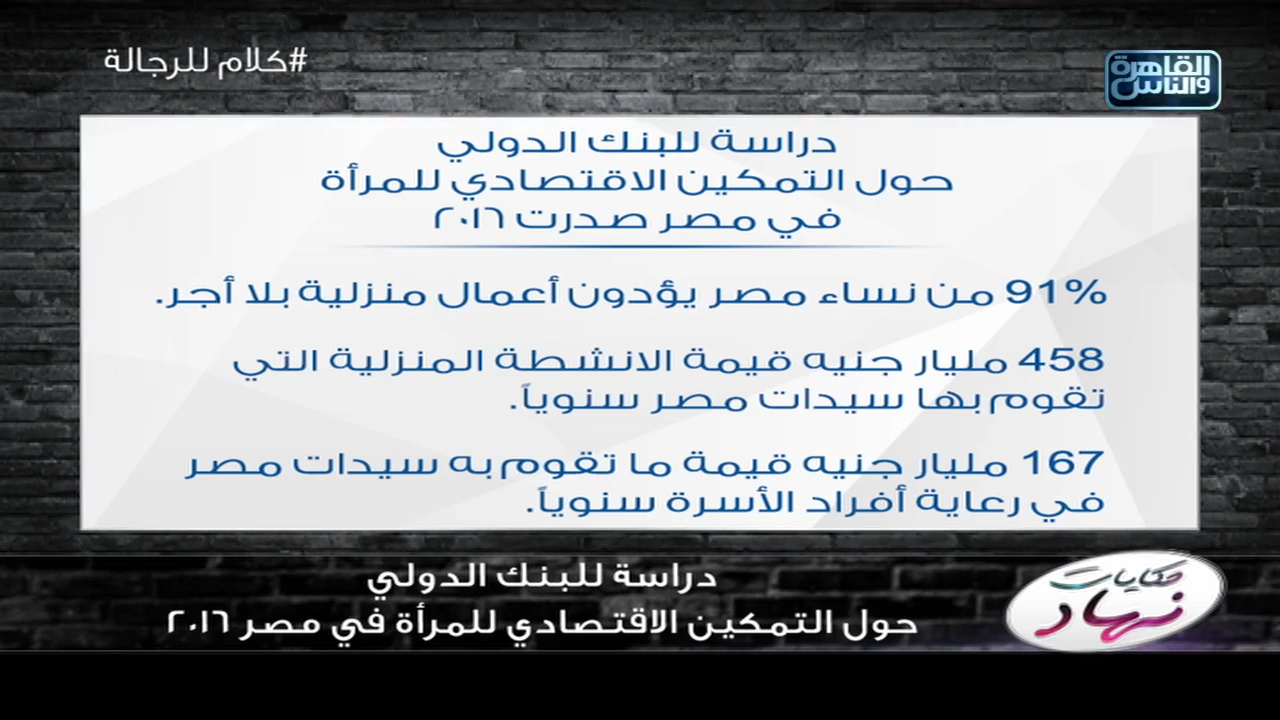 #كلام للرجالة
القاهرة
والناس
دراسة للبنك الدولي
حول التمكين الاقتصادي للمرأة
في مصر صدرت ٢٠١٦
91% من نساء مصر يؤدون أعمال منزلية بلا أجر.
458 مليار جنيه قيمة الانشطة المنزلية التي
تقوم بها سيدات مصر سنوياً.
167 مليار جنيه قيمة ما تقوم به سيدات مصر
في رعاية أفراد الأسرة سنوياً.
دراسة للبنك الدولي
حول التمكين الاقتصادي للمرأة في مصر ٢٠١٦
حكايات
نهاد